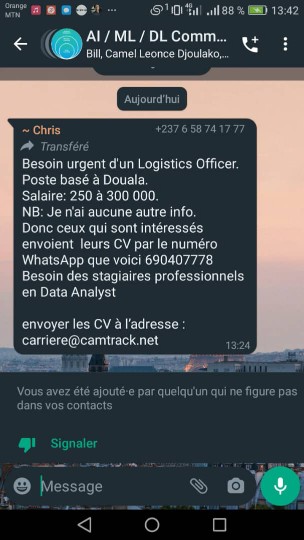 Orange
MTN
88 % 13:42
AI / ML / DL Comm...
Bill, Camel Leonce Djoulako,...
Aujourd'hui
~ Chris +237 6 58 74 17 77
Transféré
Besoin urgent d'un Logistics Officer.
Poste basé à Douala.
Salaire: 250 à 300 000.
NB: Je n'ai aucune autre info.
Donc ceux qui sont intéressés
envoient leurs CV par le numéro
WhatsApp que voici 690407778
Besoin des stagiaires professionnels
en Data Analyst
envoyer les CV à l'adresse :
carriere@camtrack.net
13:24
Vous avez été ajouté·e par quelqu'un qui ne figure pas
dans vos contacts
Signaler
Message